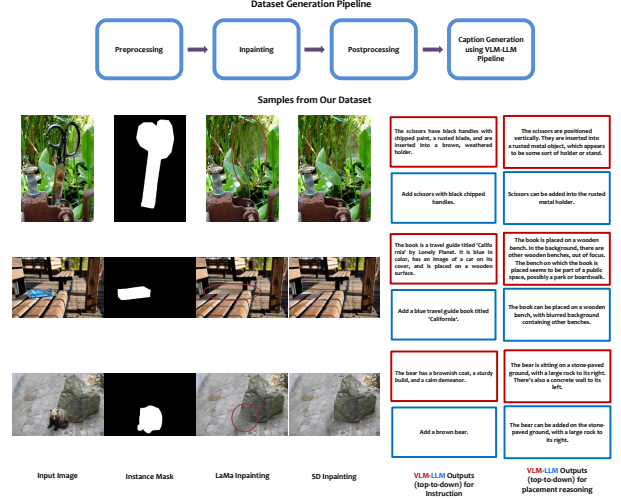 Dataset Generation Pipeline
Preprocessing
Inpainting
Postprocessing
Caption Generation
using VLM-LLM
Pipeline
Samples from Our Dataset
The scissors have black handles with
chipped paint, a rusted blade, and are
inserted into a brown, weathered
holder.
The scissors are positioned
vertically. They are inserted into
a rusted metal object, which appears
to be some sort of holder or stand.
Add scissors with black chipped
handles.
Scissors can be added into the rusted
metal holder.
The book is a travel guide titled 'Califo
rnia' by Lonely Planet. It is blue in
color, has an image of a car on its
cover, and is placed on a wooden
surface.
The book is placed on a wooden
bench. In the background, there are
other wooden benches, out of focus.
The bench on which the book is
placed seems to be part of a public
space, possibly a park or boardwalk.
Add a blue travel guide book titled
'California'.
The book can be placed on a wooden
bench, with blurred background
containing other benches.
The bear has a brownish coat, a sturdy
build, and a calm demeanor.
The bear is sitting on a stone-paved
ground, with a large rock to its right.
There's also a concrete wall to its
left.
Add a brown bear.
The bear can be added on the stone-
paved ground, with a large rock to
its right.
Input Image
Instance Mask
LaMa Inpainting
SD Inpainting
VLM-LLM Outputs
(top-to-down) for
Instruction
VLM-LLM Outputs
(top-to-down) for
placement reasoning